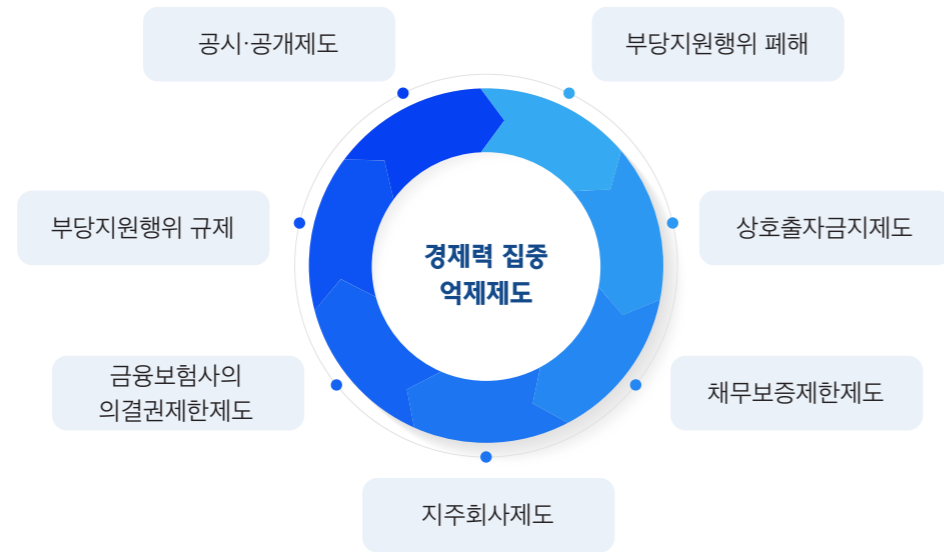 공시·공개제도
부당지원행위 폐해
부당지원행위 규제
상호출자금지제도
경제력 집중
억제제도
금융보험사의
의결권제한제도
채무보증제한제도
지주회사제도